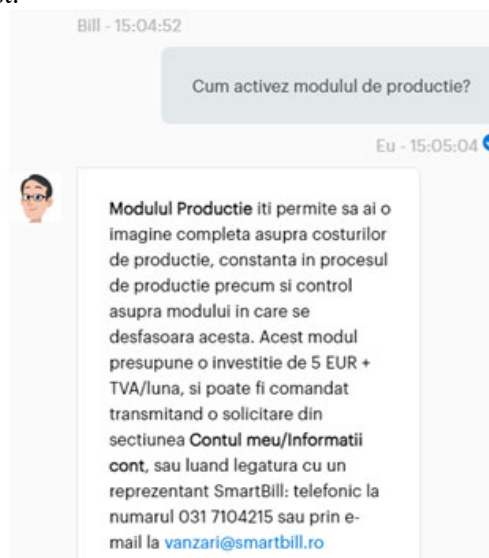 Bill - 15:04:52
Cum activez modulul de productie?
Eu - 15:05:04
Modulul Productie iti permite sa ai o
imagine completa asupra costurilor
de productie, constanta in procesul
de productie precum si control
asupra modului in care se
desfasoara acesta. Acest modul
presupune o investitie de 5 EUR +
TVA/luna, si poate fi comandat
transmitand o solicitare din
sectiunea Contul meu/Informatii
cont, sau luand legatura cu un
reprezentant SmartBill: telefonic la
numarul 031 7104215 sau prin e-
mail la vanzari@smartbill.ro